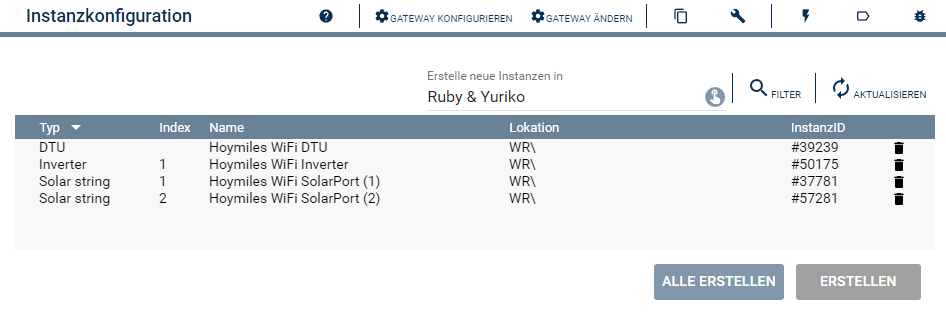 Instanzkonfiguration GATEWAY KONFIGURIEREN GATEWAY ÄNDERN
Erstelle neue Instanzen in
Ruby & Yuriko FILTER AKTUALISIEREN
Typ Index Name Lokation InstanzID
DTU Hoymiles WiFi DTU WR\ #39239
Inverter 1 Hoymiles WiFi Inverter WR\ #50175
Solar string 1 Hoymiles WiFi SolarPort (1) WR\ #37781
Solar string 2 Hoymiles WiFi SolarPort (2) WR\ #57281
ALLE ERSTELLEN ERSTELLEN